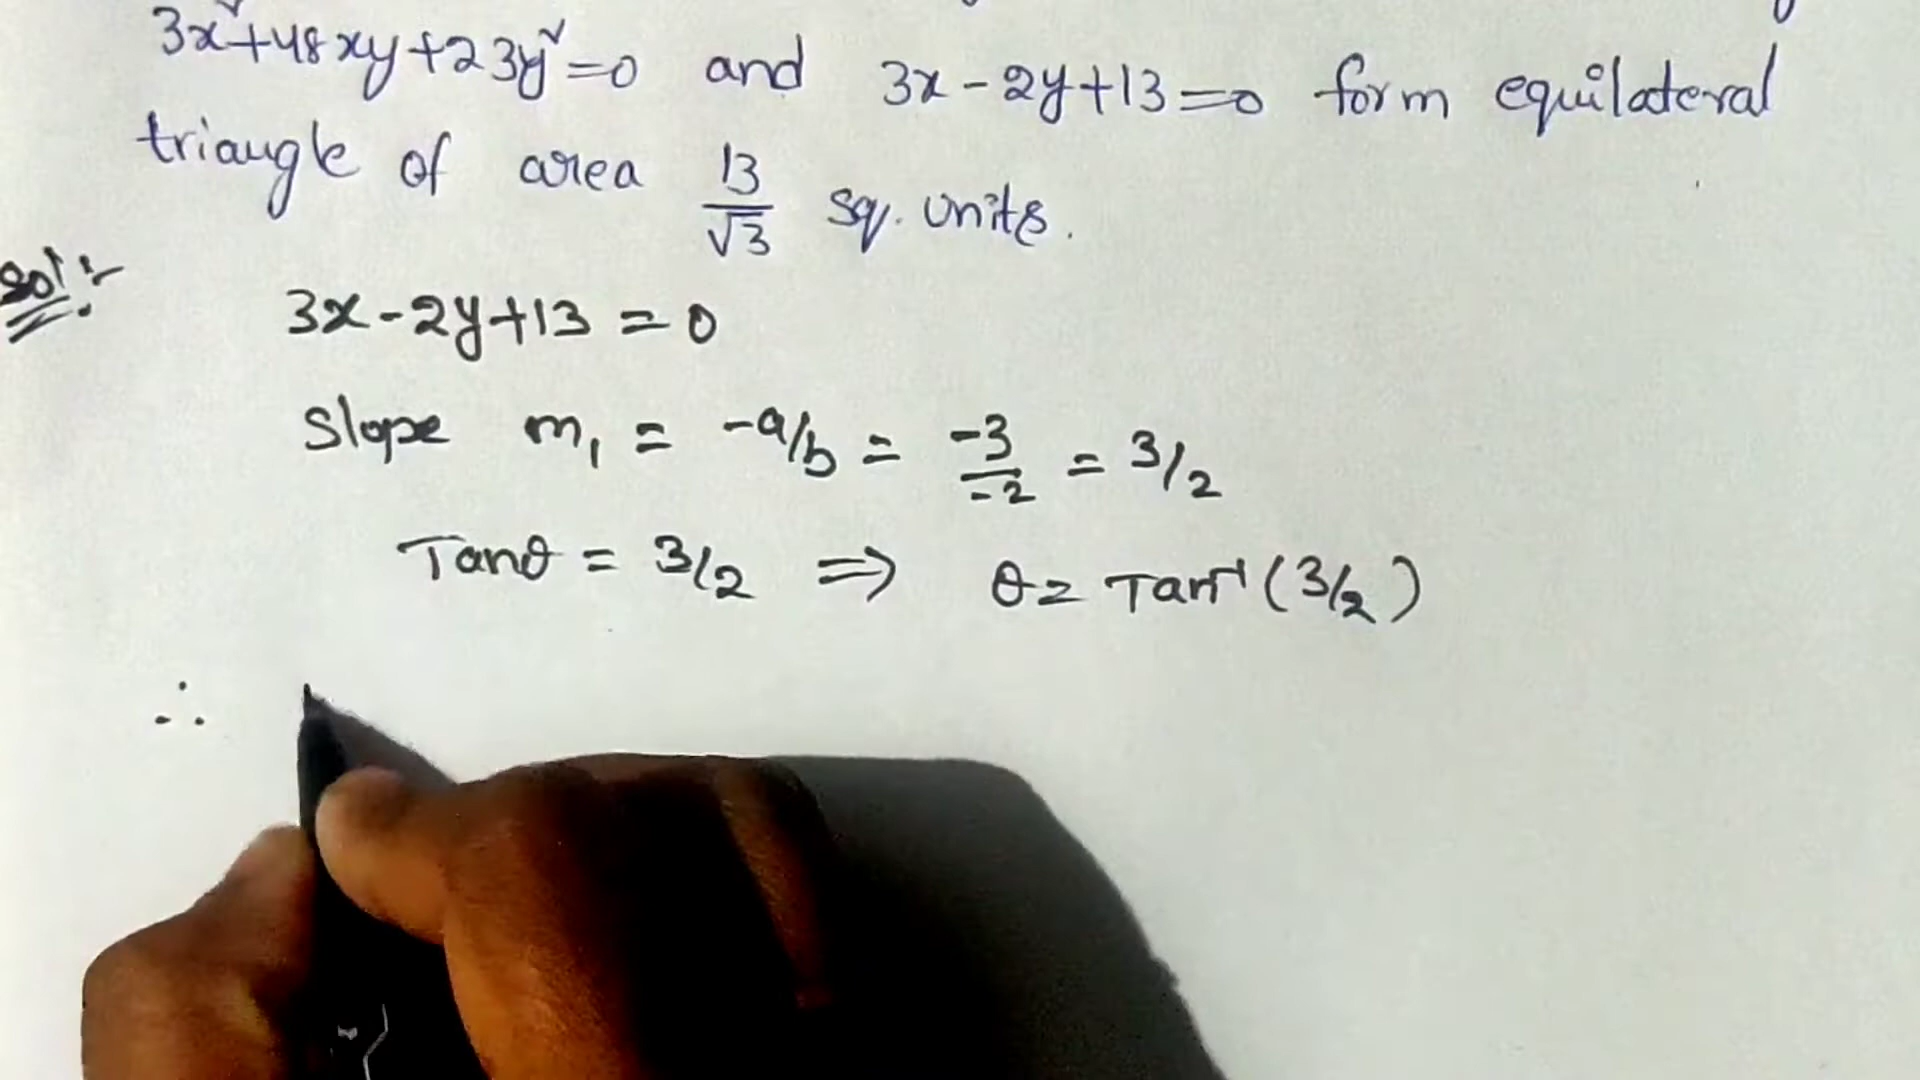 3x²+48xy+23y²=0 and 3x-2y+13=0 form equilateral
triangle of area 13/√3 sq. units.
Sol:-
3x-2y+13=0
Slope m₁ = -a/b = -3/-2 = 3/2
Tanθ = 3/2 ⇒ θ = Tan⁻¹(3/2)
∴